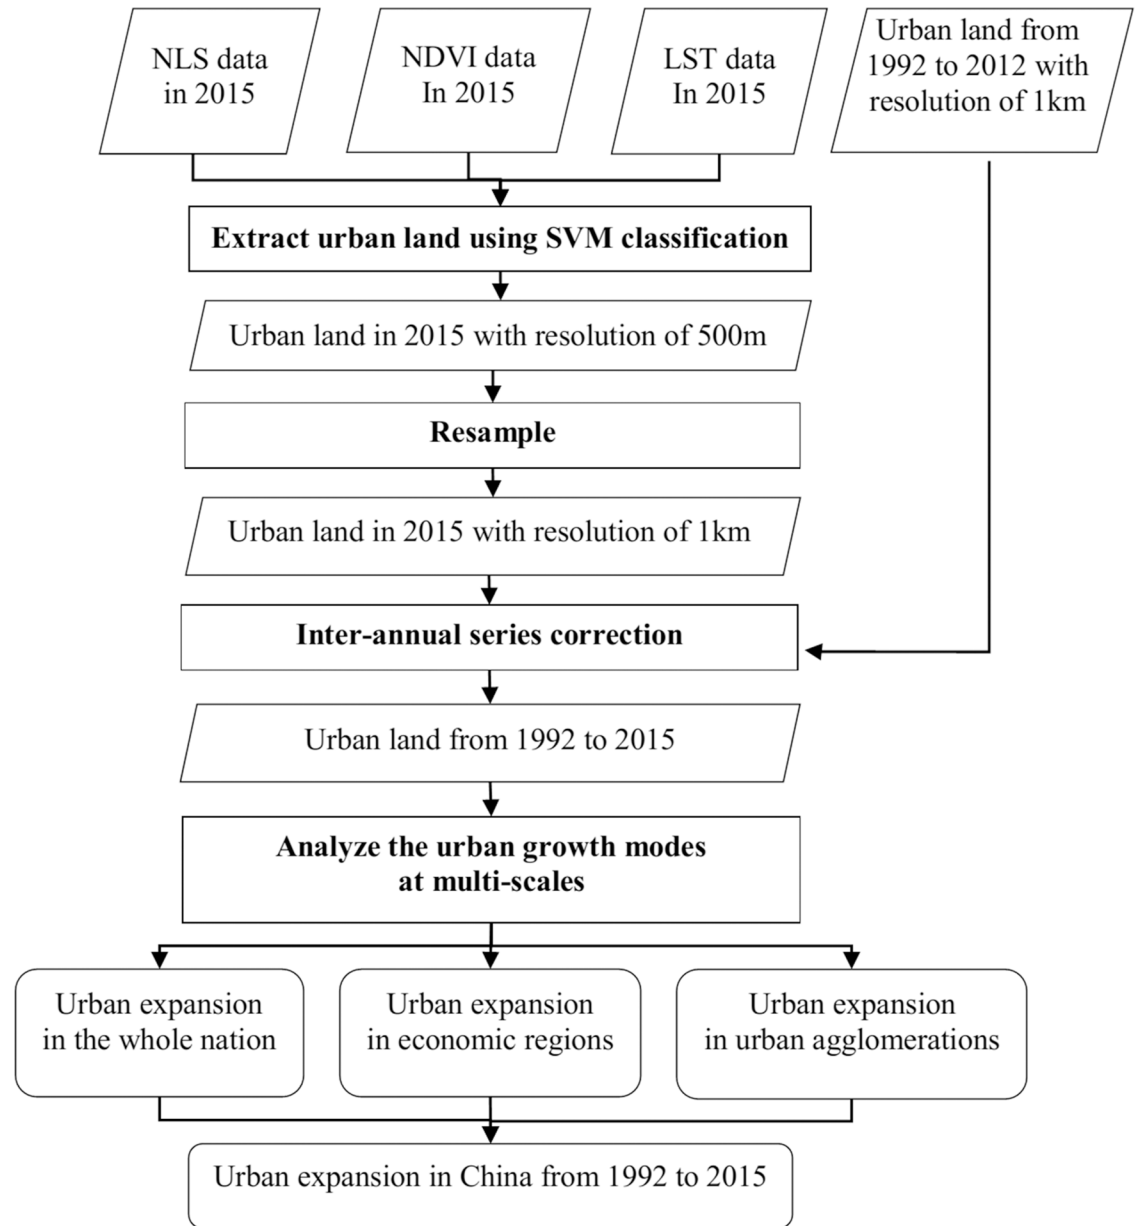 NLS data
in 2015
NDVI data
In 2015
LST data
In 2015
Urban land from
1992 to 2012 with
resolution of 1km
Extract urban land using SVM classification
Urban land in 2015 with resolution of 500m
Resample
Urban land in 2015 with resolution of 1km
Inter-annual series correction
Urban land from 1992 to 2015
Analyze the urban growth modes
at multi-scales
Urban expansion
in the whole nation
Urban expansion
in economic regions
Urban expansion
in urban agglomerations
Urban expansion in China from 1992 to 2015